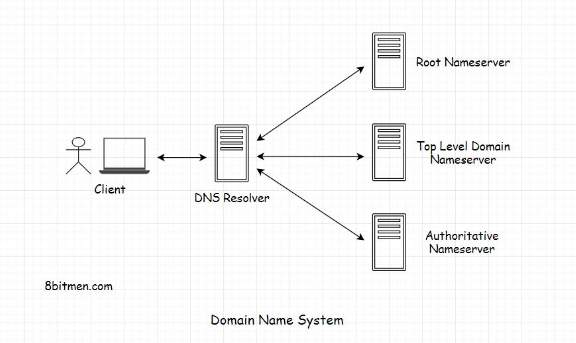 Root Nameserver
Top Level Domain
Nameserver
Client
DNS Resolver
Authoritative
Nameserver
8bitmen.com
Domain Name System